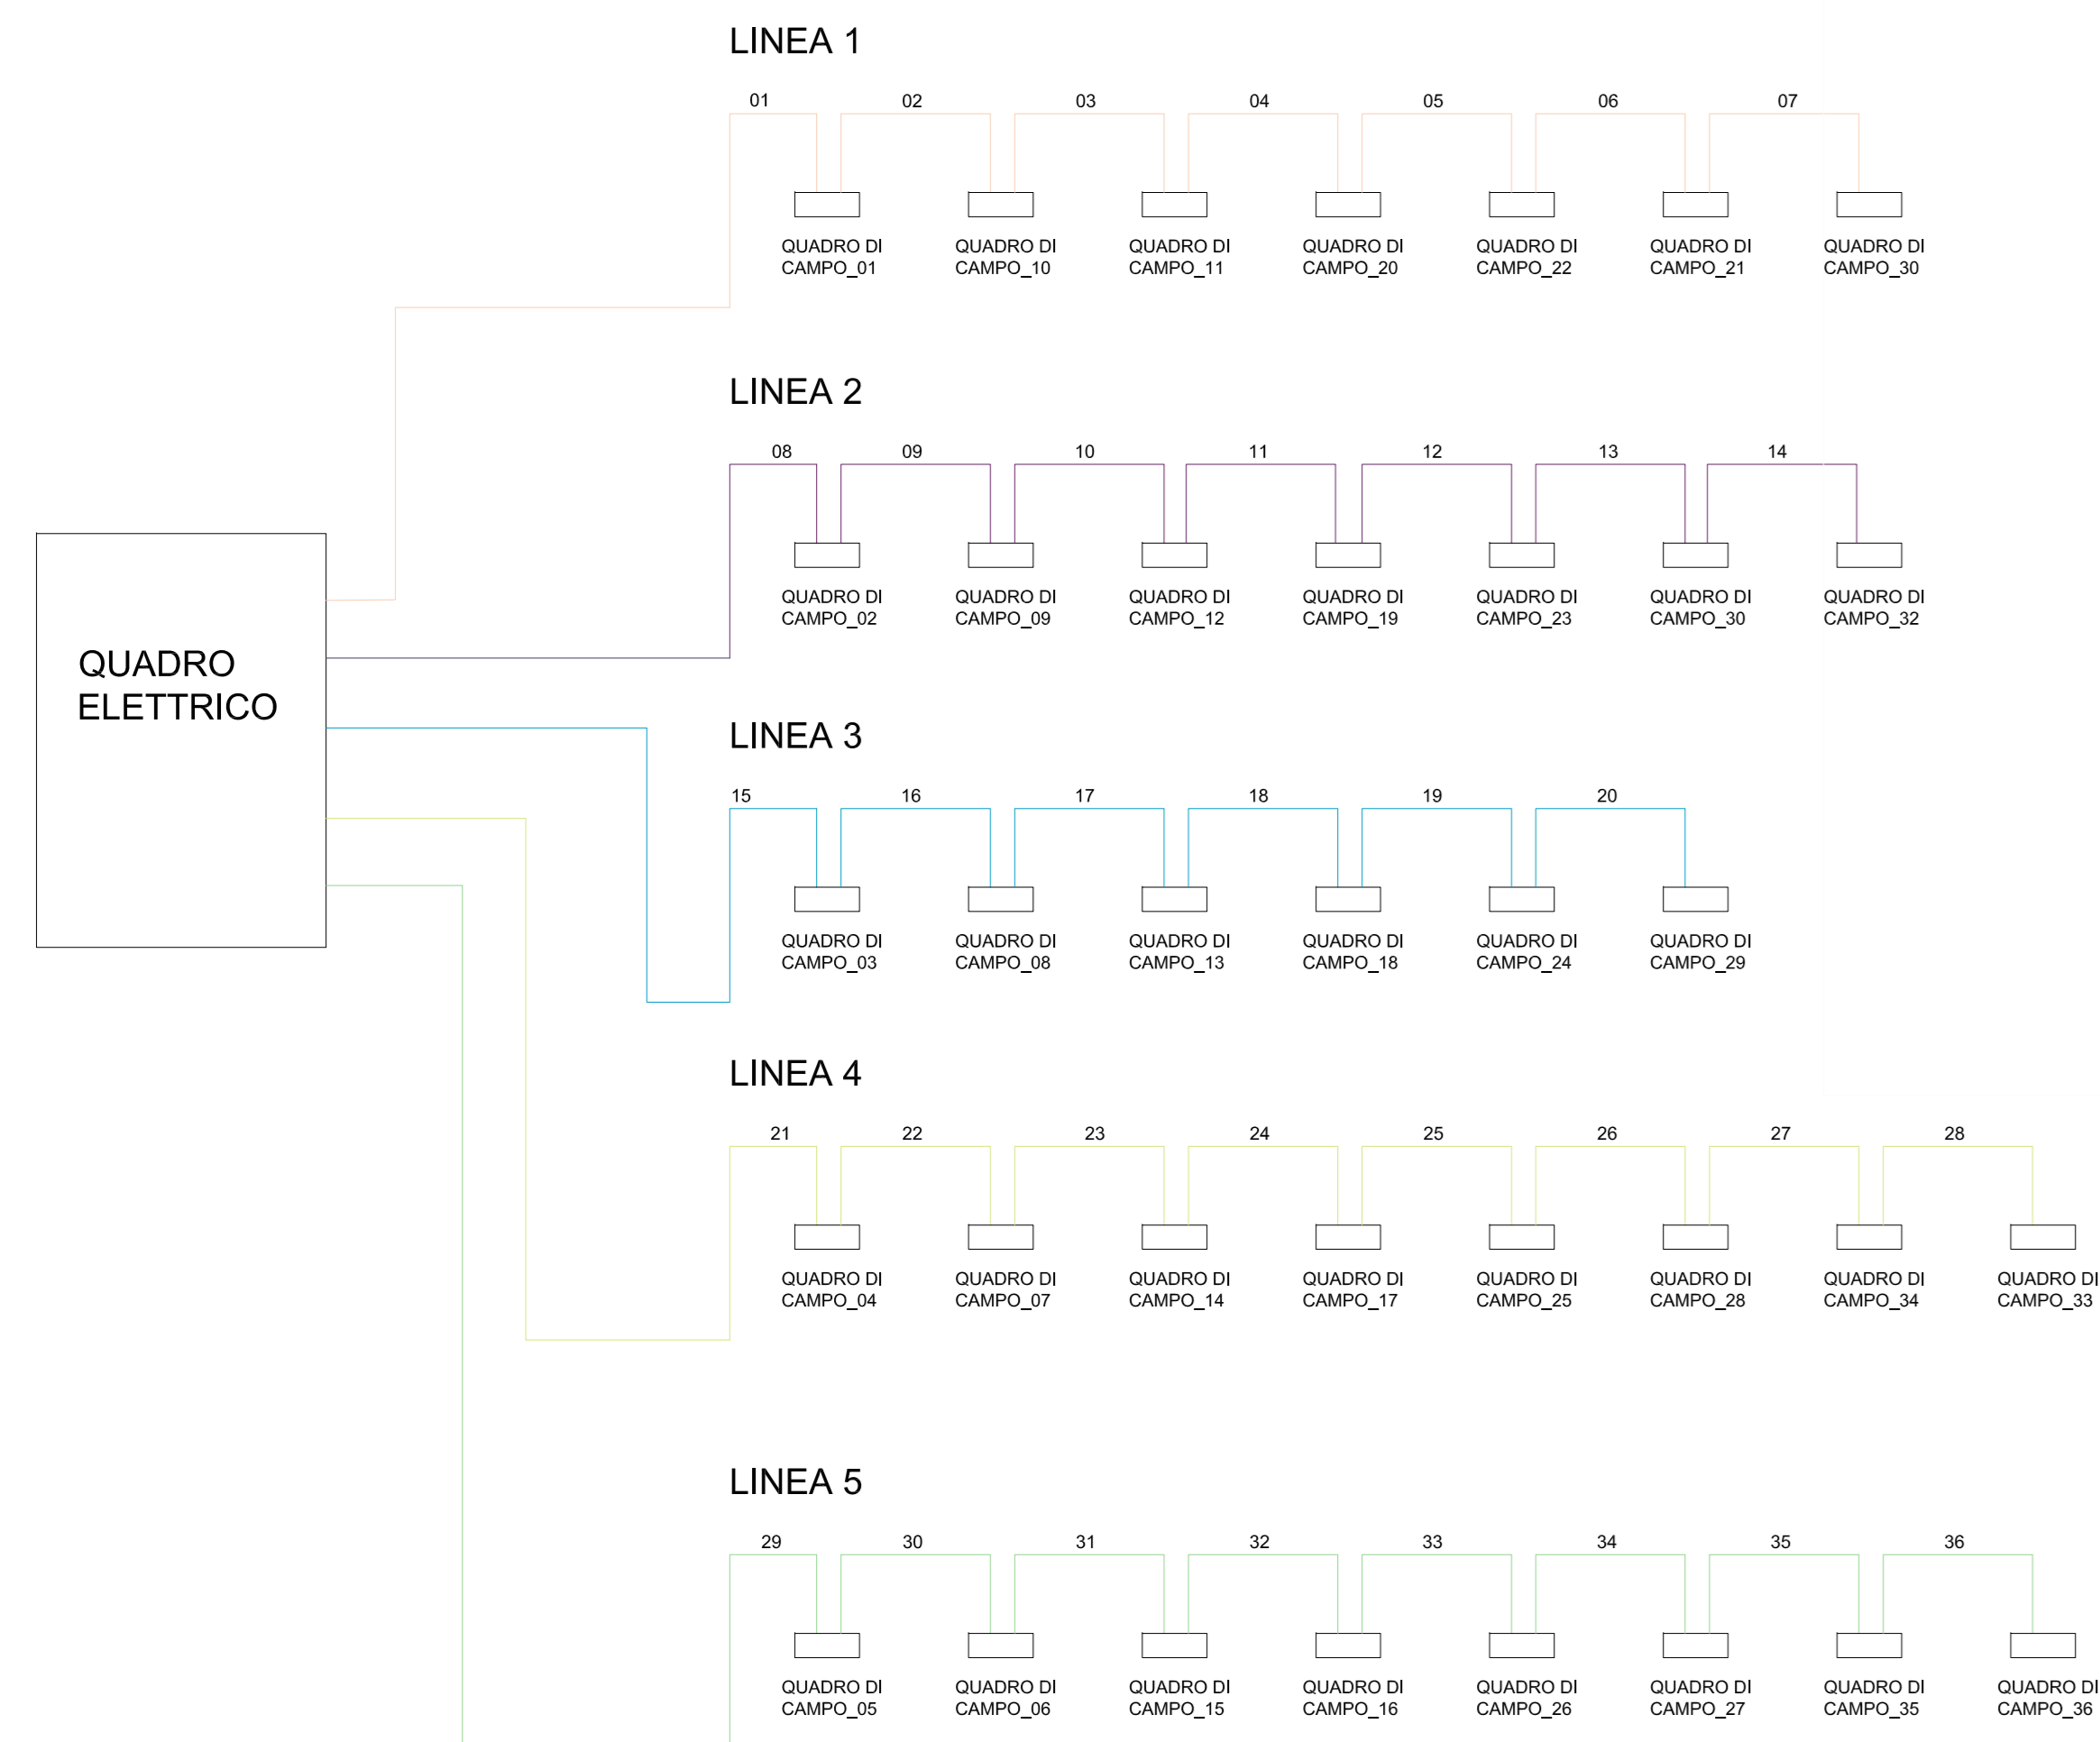 LINEA 1
01 02 03 04 05 06 07
QUADRO DI QUADRO DI QUADRO DI QUADRO DI QUADRO DI QUADRO DI QUADRO DI
CAMPO_01 CAMPO_10 CAMPO_11 CAMPO_20 CAMPO_22 CAMPO_21 CAMPO_30
LINEA 2
08 09 10 11 12 13 14
QUADRO DI QUADRO DI QUADRO DI QUADRO DI QUADRO DI QUADRO DI QUADRO DI
CAMPO_02 CAMPO_09 CAMPO_12 CAMPO_19 CAMPO_23 CAMPO_30 CAMPO_32
QUADRO
ELETTRICO
LINEA 3
15 16 17 18 19 20
QUADRO DI QUADRO DI QUADRO DI QUADRO DI QUADRO DI QUADRO DI
CAMPO_03 CAMPO_08 CAMPO_13 CAMPO_18 CAMPO_24 CAMPO_29
LINEA 4
21 22 23 24 25 26 27 28
QUADRO DI QUADRO DI QUADRO DI QUADRO DI QUADRO DI QUADRO DI QUADRO DI QUADRO DI
CAMPO_04 CAMPO_07 CAMPO_14 CAMPO_17 CAMPO_25 CAMPO_28 CAMPO_34 CAMPO_33
LINEA 5
29 30 31 32 33 34 35 36
QUADRO DI QUADRO DI QUADRO DI QUADRO DI QUADRO DI QUADRO DI QUADRO DI QUADRO DI
CAMPO_05 CAMPO_06 CAMPO_15 CAMPO_16 CAMPO_26 CAMPO_27 CAMPO_35 CAMPO_36